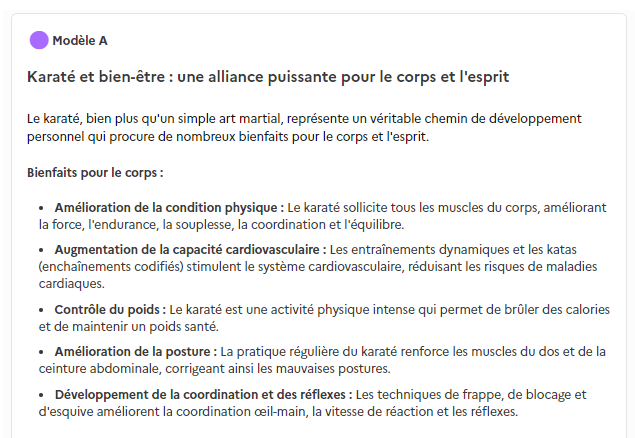 Modèle A
Karaté et bien-être : une alliance puissante pour le corps et l'esprit
Le karaté, bien plus qu'un simple art martial, représente un véritable chemin de développement
personnel qui procure de nombreux bienfaits pour le corps et l'esprit.
Bienfaits pour le corps :
• Amélioration de la condition physique : Le karaté sollicite tous les muscles du corps, améliorant
la force, l'endurance, la souplesse, la coordination et l'équilibre.
• Augmentation de la capacité cardiovasculaire : Les entraînements dynamiques et les katas
(enchaînements codifiés) stimulent le système cardiovasculaire, réduisant les risques de maladies
cardiaques.
• Contrôle du poids : Le karaté est une activité physique intense qui permet de brûler des calories
et de maintenir un poids santé.
• Amélioration de la posture : La pratique régulière du karaté renforce les muscles du dos et de la
ceinture abdominale, corrigeant ainsi les mauvaises postures.
• Développement de la coordination et des réflexes : Les techniques de frappe, de blocage et
d'esquive améliorent la coordination œil-main, la vitesse de réaction et les réflexes.